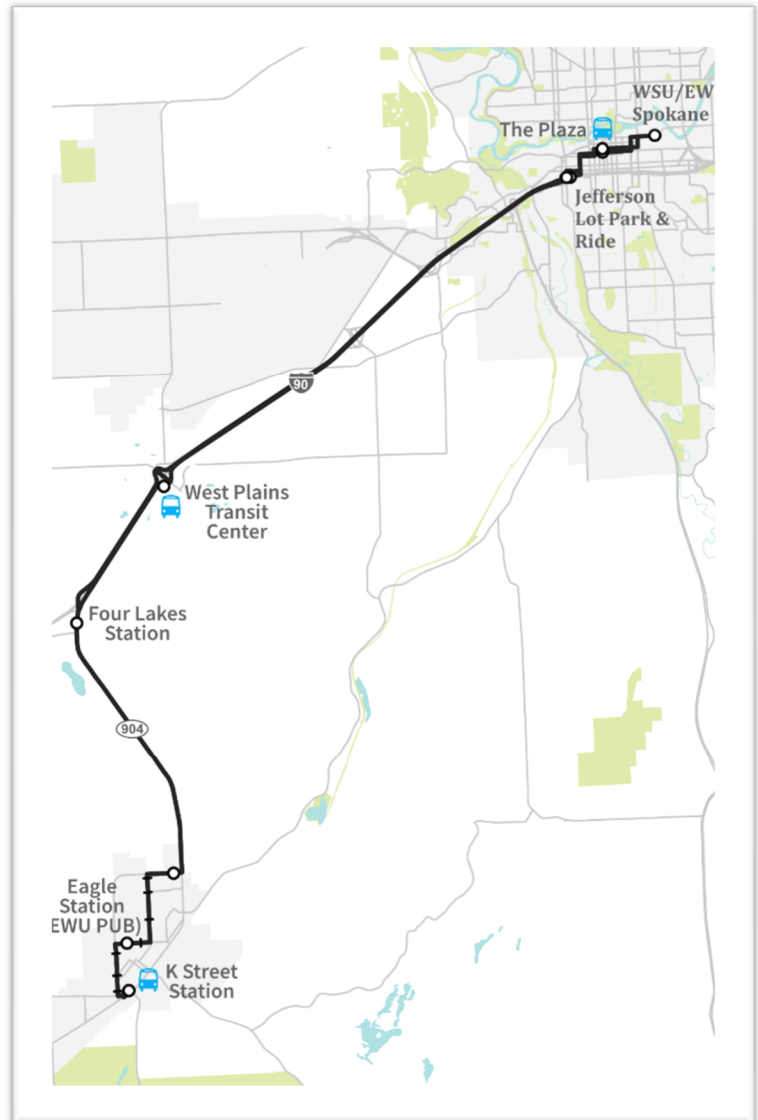 WSU/EW
Spokane
The Plaza
Jefferson
Lot Park &
Ride
90
West Plains
Transit
Center
Four Lakes
Station
904
Eagle
Station
EWU PUB)
K Street
Station